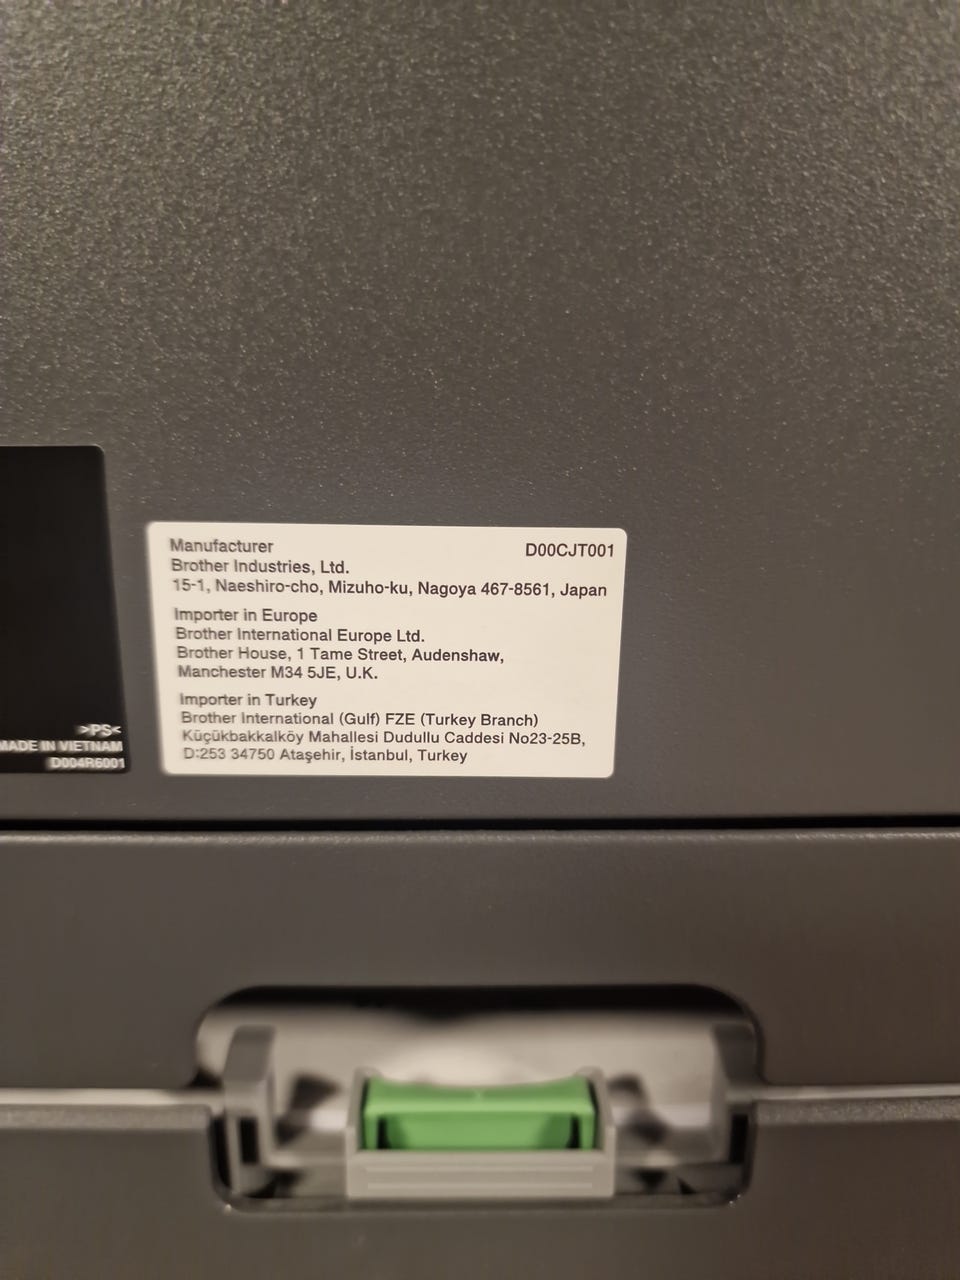 Manufacturer D00CJT001
Brother Industries, Ltd.
15-1, Naeshiro-cho, Mizuho-ku, Nagoya 467-8561, Japan
Importer in Europe
Brother International Europe Ltd.
Brother House, 1 Tame Street, Audenshaw,
Manchester M34 5JE, U.K.
Importer in Turkey
Brother International (Gulf) FZE (Turkey Branch)
Küçükbakkalköy Mahallesi Dudullu Caddesi No23-25B,
D:253 34750 Ataşehir, İstanbul, Turkey
>PS<
MADE IN VIETNAM
D004R6001